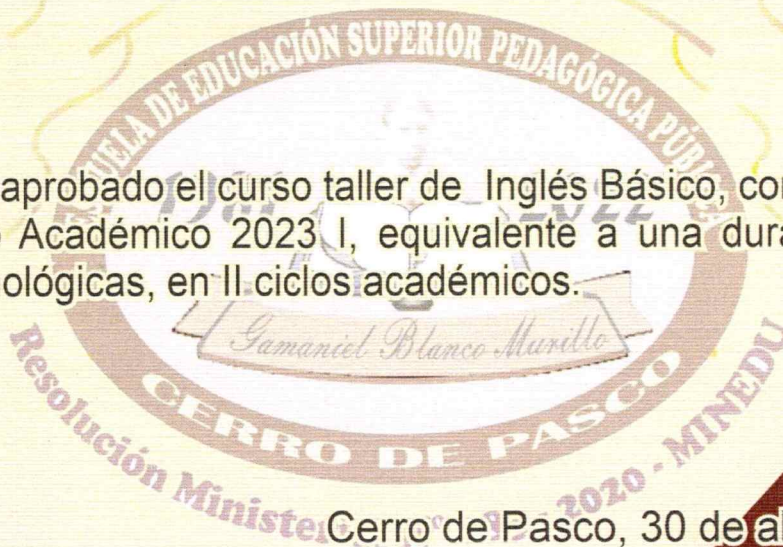 ESCUELA DE EDUCACIÓN SUPERIOR PEDAGÓGICA PÚBLICA
aprobado el curso taller de Inglés Básico, con
Académico 2023 I, equivalente a una dura
ológicas, en II ciclos académicos.
Gamaniel Blanco Murillo
CERRO DE PASCO
Resolución Ministerial 2020 - MINEDU
Cerro de Pasco, 30 de ab